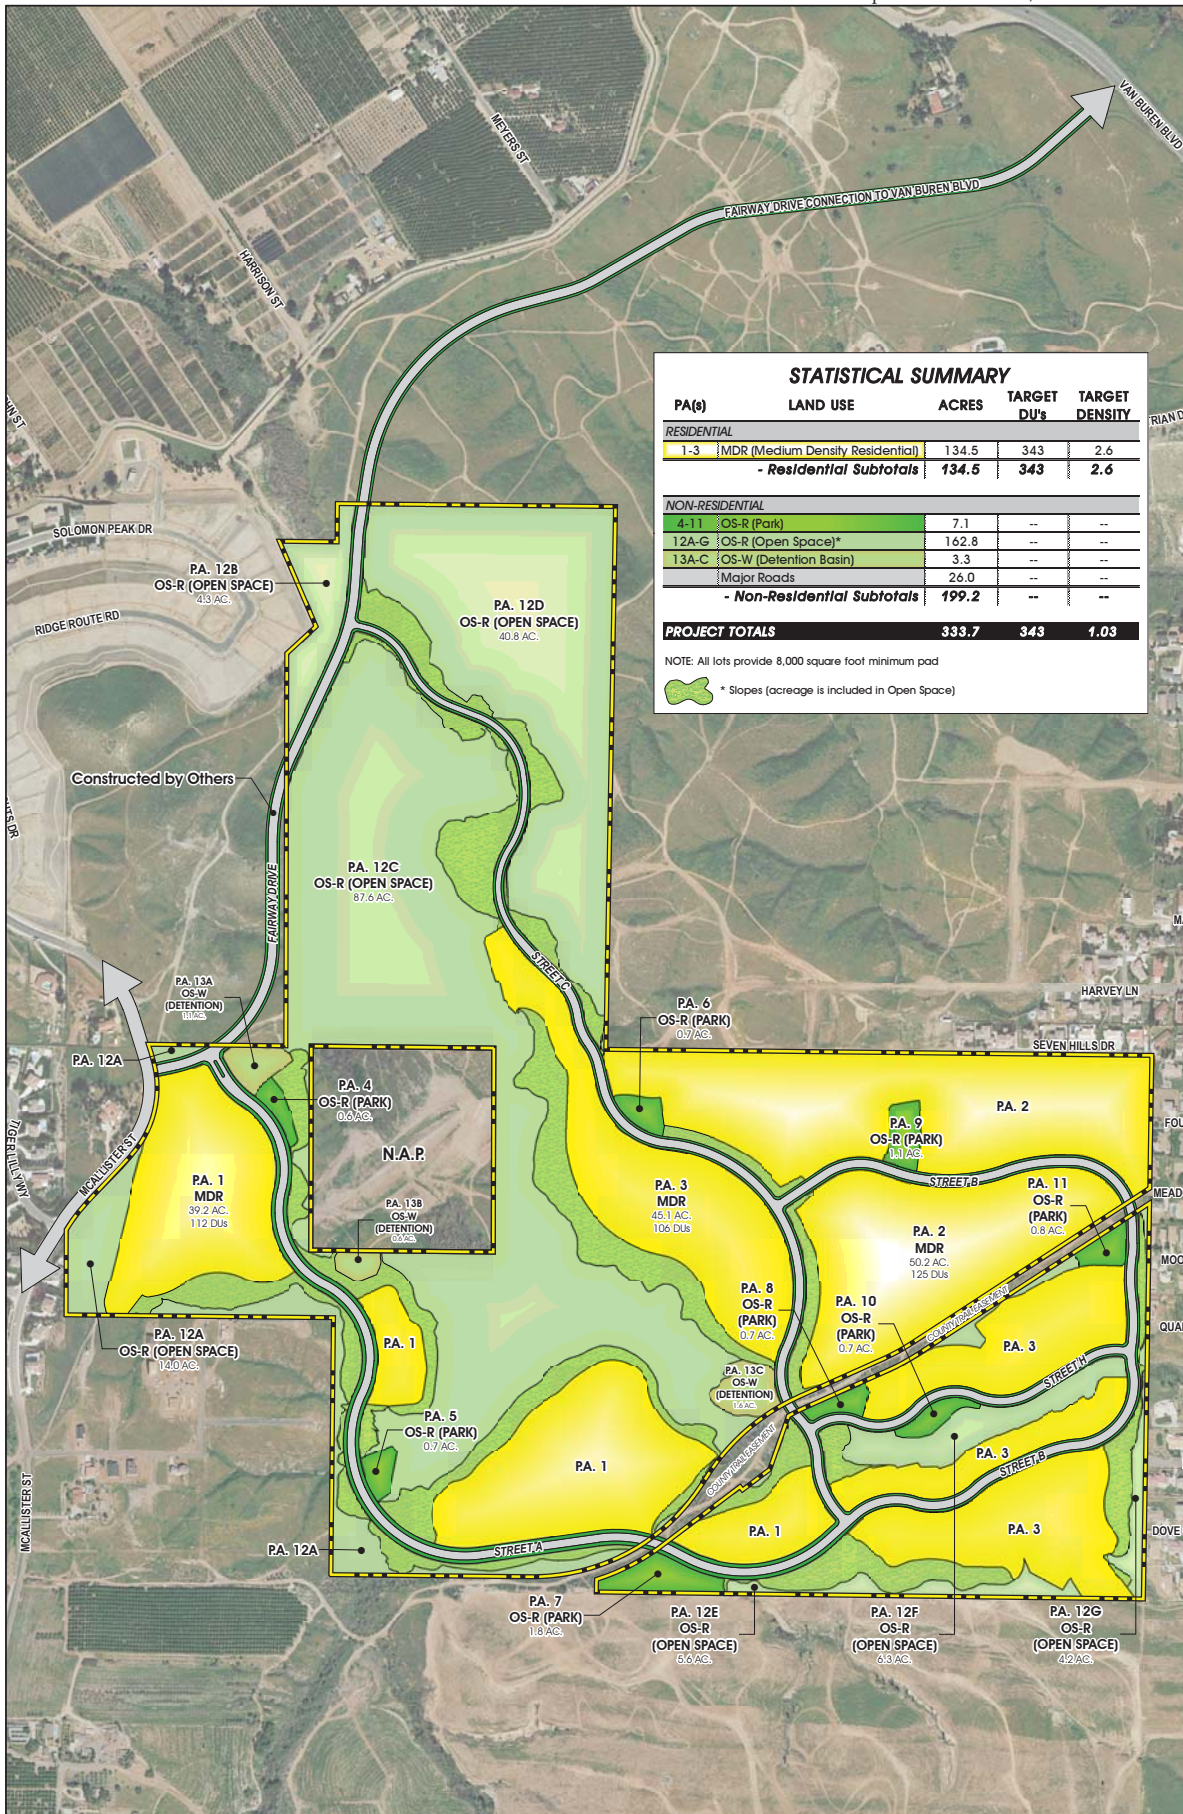 VAN BUREN BLVD
MEYERS ST
FAIRWAY DRIVE CONNECTION TO VAN BUREN BLVD
HARRISON ST
STATISTICAL SUMMARY
PA(s) LAND USE ACRES TARGET DU's TARGET DENSITY
RESIDENTIAL
1-3 MDR (Medium Density Residential) 134.5 343 2.6
- Residential Subtotals 134.5 343 2.6
NON-RESIDENTIAL
4-11 OS-R (Park) 7.1 -- --
12A-G OS-R (Open Space)* 162.8 -- --
13A-C OS-W (Detention Basin) 3.3 -- --
Major Roads 26.0 -- --
- Non-Residential Subtotals 199.2 -- --
PROJECT TOTALS 333.7 343 1.03
NOTE: All lots provide 8,000 square foot minimum pad
* Slopes (acreage is included in Open Space)
SOLOMON PEAK DR
P.A. 12B
OS-R (OPEN SPACE)
4.3 AC.
RIDGE ROUTE RD
P.A. 12D
OS-R (OPEN SPACE)
40.8 AC.
Constructed by Others
FAIRWAY DRIVE
P.A. 12C
OS-R (OPEN SPACE)
87.6 AC.
STREET C
P.A. 13A
OS-W
(DETENTION)
1.1 AC.
HARVEY LN
P.A. 6
OS-R (PARK)
0.7 AC.
SEVEN HILLS DR
P.A. 12A
P.A. 4
OS-R (PARK)
0.6 AC.
P.A. 2
P.A. 9
OS-R (PARK)
1.1 AC.
TIGER LILLY WY
MCALLISTER ST
N.A.P.
P.A. 1
MDR
39.2 AC.
112 DUs
P.A. 3
MDR
45.1 AC.
106 DUs
STREET B
P.A. 11
OS-R
(PARK)
0.8 AC.
P.A. 13B
OS-W
(DETENTION)
0.6 AC.
P.A. 2
MDR
50.2 AC.
125 DUs
P.A. 8
OS-R
(PARK)
0.7 AC.
P.A. 10
OS-R
(PARK)
0.7 AC.
COUNTY TRAIL EASEMENT
P.A. 12A
OS-R (OPEN SPACE)
14.0 AC.
P.A. 1
P.A. 3
P.A. 13C
OS-W
(DETENTION)
1.6 AC.
STREET H
P.A. 5
OS-R (PARK)
0.7 AC.
P.A. 1
COUNTY TRAIL EASEMENT
P.A. 3
STREET B
MCALLISTER ST
P.A. 12A
STREET A
P.A. 1
P.A. 3
DOVE
P.A. 7
OS-R (PARK)
1.8 AC.
P.A. 12E
OS-R
(OPEN SPACE)
5.6 AC.
P.A. 12F
OS-R
(OPEN SPACE)
6.3 AC.
P.A. 12G
OS-R
(OPEN SPACE)
4.2 AC.